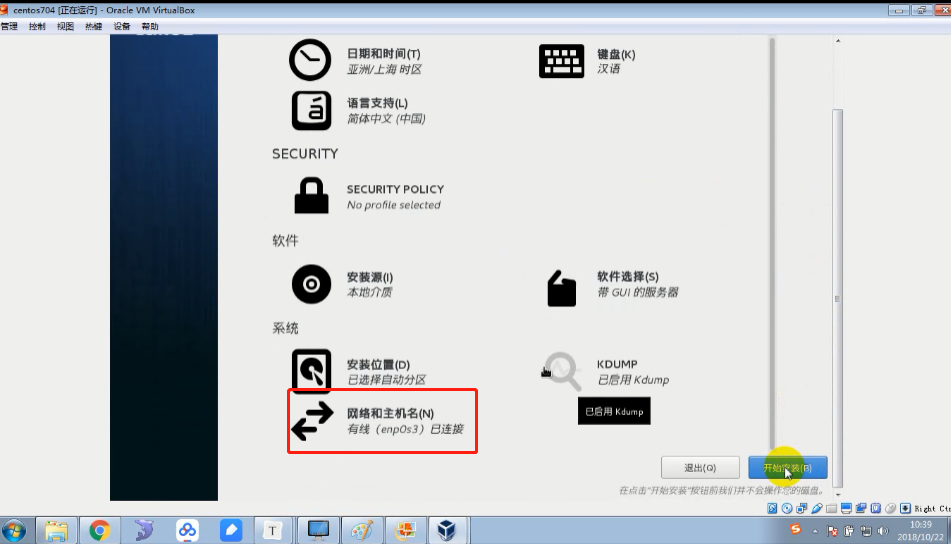 centos704 [正在运行] - Oracle VM VirtualBox
管理 控制 视图 热键 设备 帮助
日期和时间(T)
亚洲/上海 时区
键盘(K)
汉语
语言支持(L)
简体中文 (中国)
SECURITY
SECURITY POLICY
No profile selected
软件
安装源(I)
本地介质
软件选择(S)
带 GUI 的服务器
系统
安装位置(D)
已选择自动分区
KDUMP
已启用 Kdump
网络和主机名(N)
有线（enp0s3）已连接
已启用 Kdump
退出(Q)
开始安装(B)
在点击"开始安装"按钮前我们并不会操作您的磁盘。
Right Ctr
T
S
10:39
2018/10/22